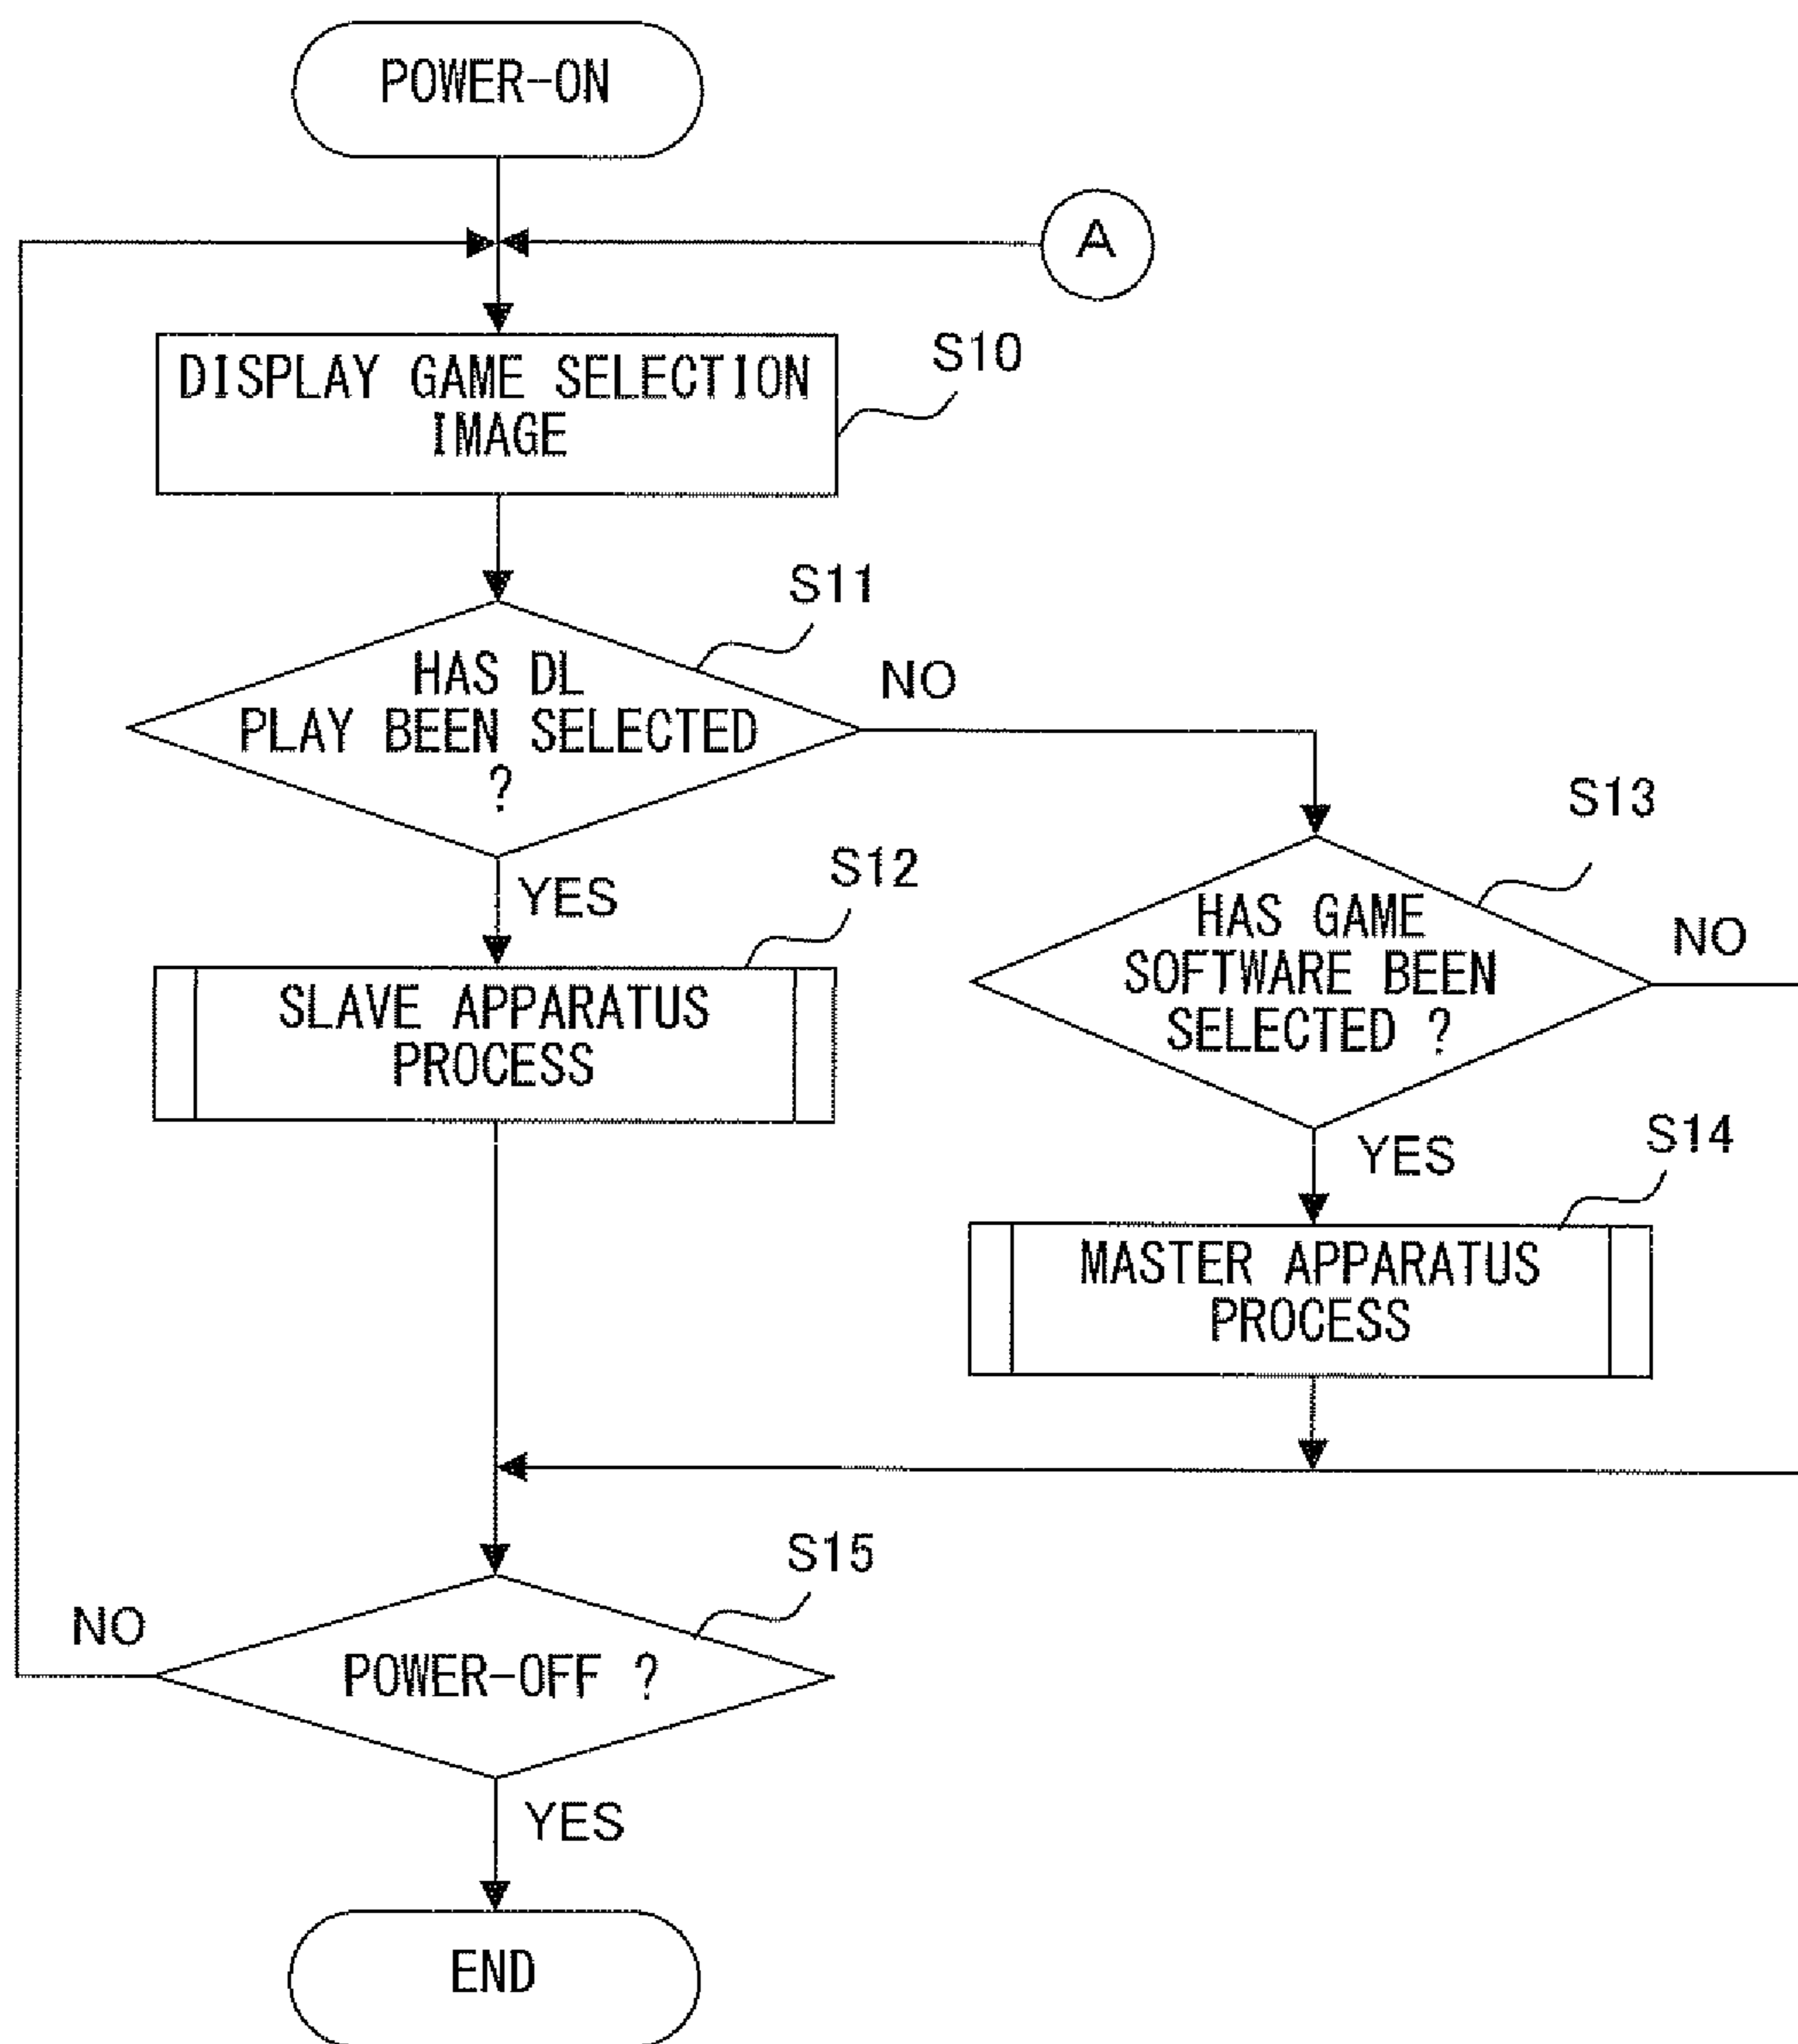 POWER-ON
A
DISPLAY GAME SELECTION
IMAGE
S10
S11
HAS DL
PLAY BEEN SELECTED
?
NO
YES
S12
SLAVE APPARATUS
PROCESS
S13
HAS GAME
SOFTWARE BEEN
SELECTED ?
NO
YES
S14
MASTER APPARATUS
PROCESS
S15
POWER-OFF ?
NO
YES
END